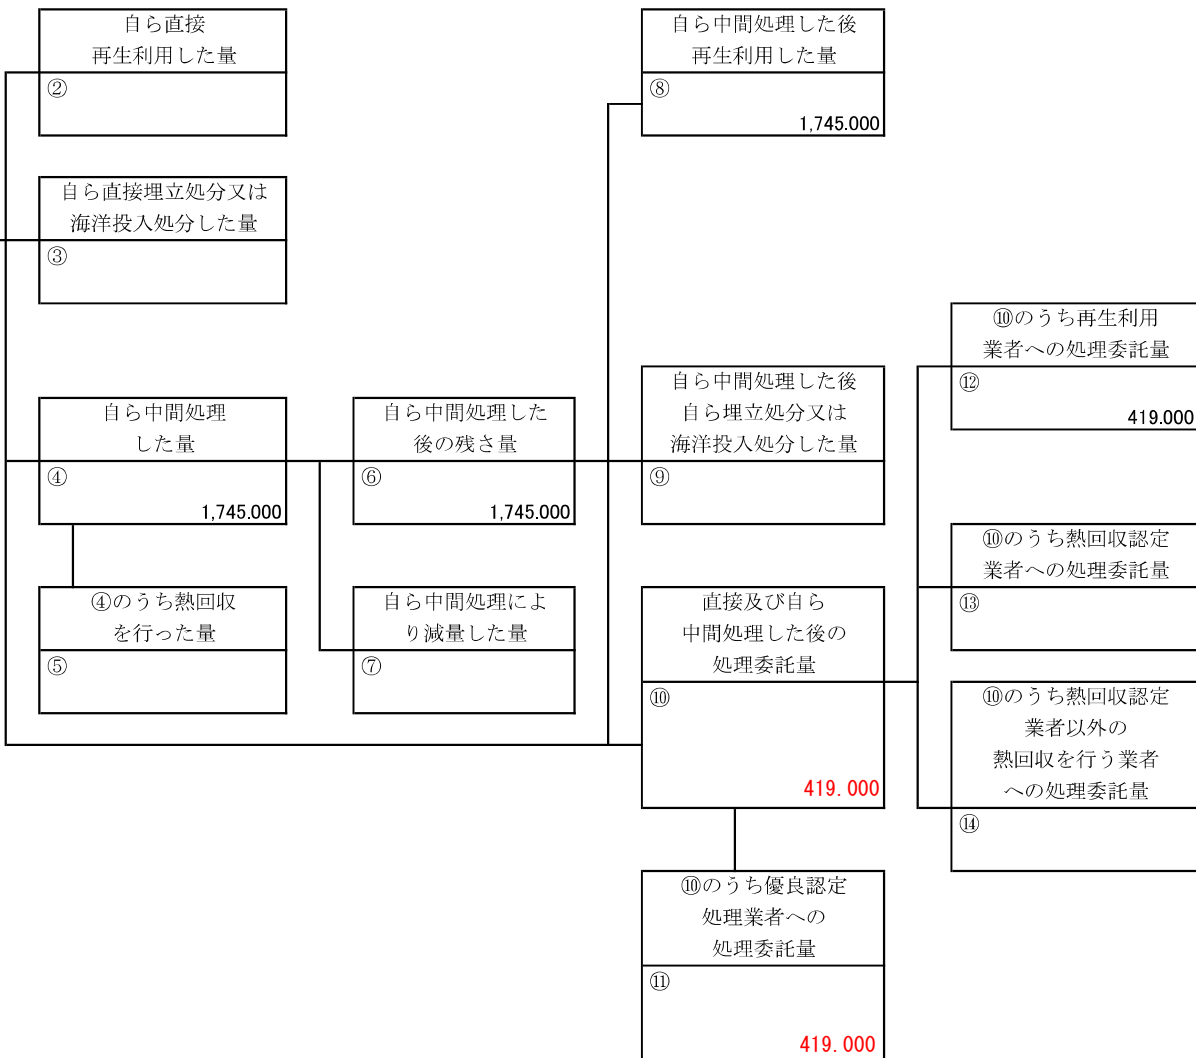 自ら直接
再生利用した量
②
自ら中間処理した後
再生利用した量
⑧
1,745.000
自ら直接埋立処分又は
海洋投入処分した量
③
⑩のうち再生利用
業者への処理委託量
⑫
419.000
自ら中間処理
した量
④
1,745.000
自ら中間処理した
後の残さ量
⑥
1,745.000
自ら中間処理した後
自ら埋立処分又は
海洋投入処分した量
⑨
⑩のうち熱回収認定
業者への処理委託量
⑬
④のうち熱回収
を行った量
⑤
自ら中間処理によ
り減量した量
⑦
直接及び自ら
中間処理した後の
処理委託量
⑩
419.000
⑩のうち熱回収認定
業者以外の
熱回収を行う業者
への処理委託量
⑭
⑩のうち優良認定
処理業者への
処理委託量
⑪
419.000